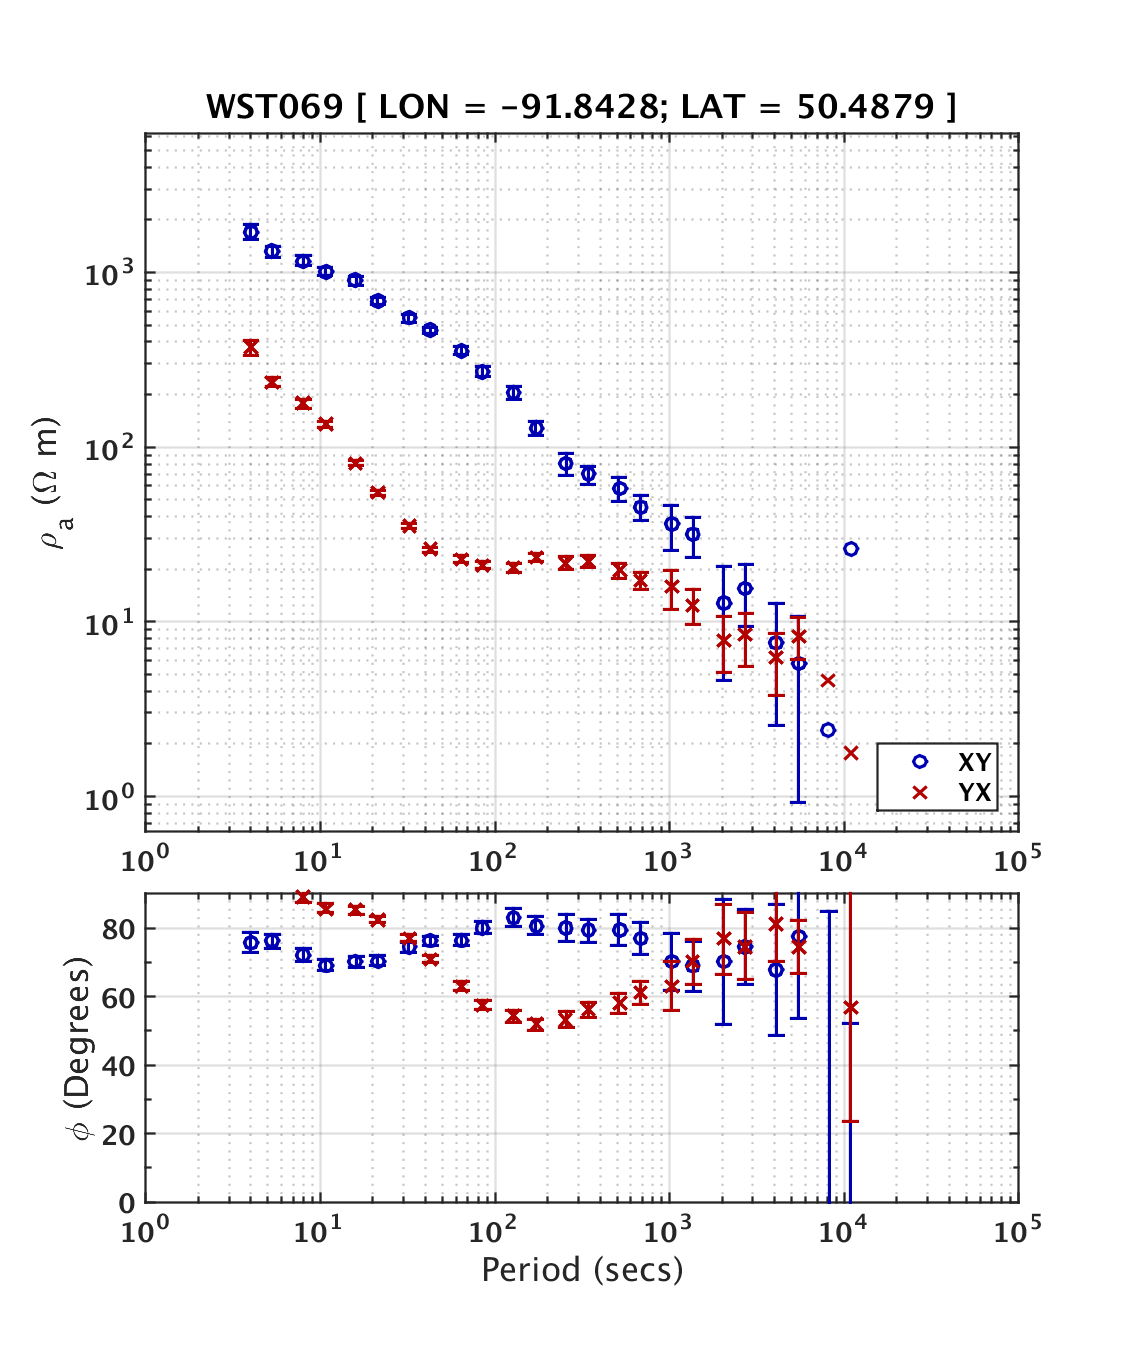 WST069 [ LON = -91.8428; LAT = 50.4879 ]
10³
10²
10¹
10⁰
ρₐ (Ω m)
XY
YX
10⁰ 10¹ 10² 10³ 10⁴ 10⁵
80
60
40
20
0
ϕ (Degrees)
10⁰ 10¹ 10² 10³ 10⁴ 10⁵
Period (secs)